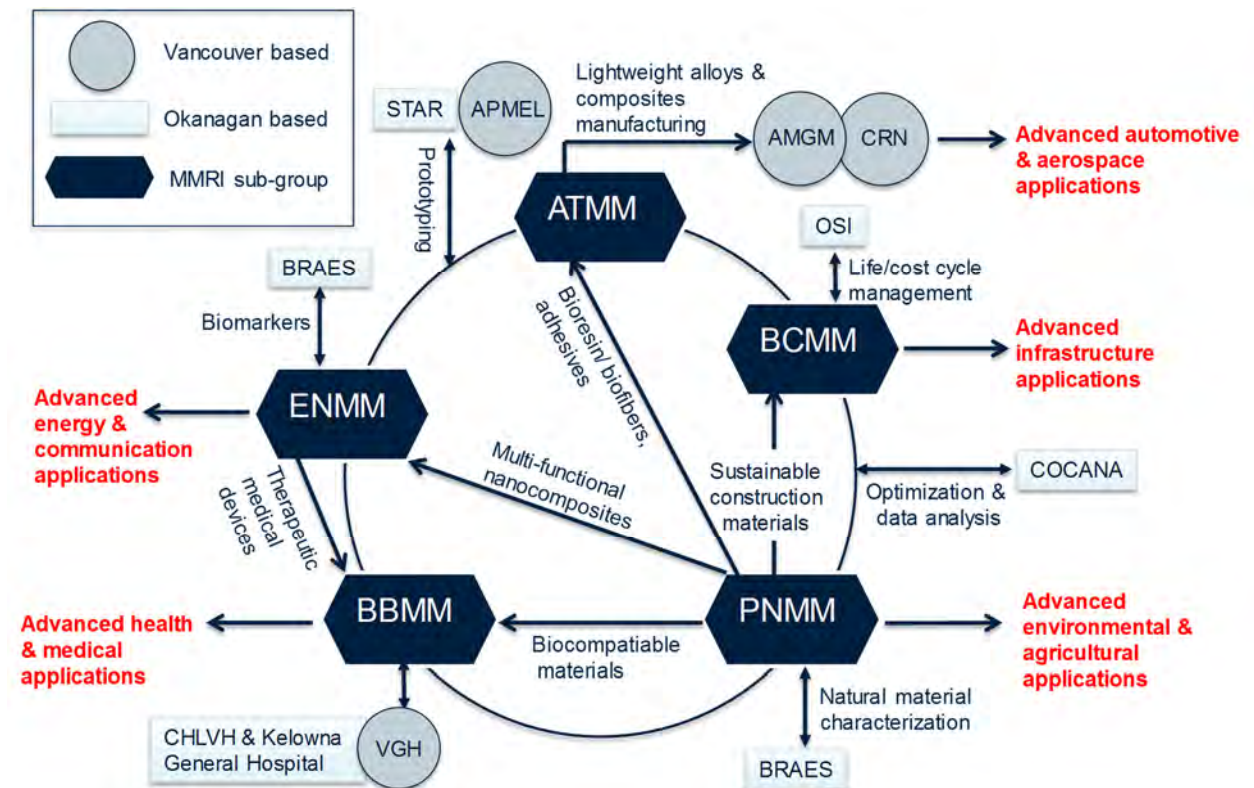 Vancouver based
Okanagan based
MMRI sub-group
STAR
APMEL
Prototyping
Lightweight alloys &
composites
manufacturing
AMGM
CRN
Advanced automotive
& aerospace
applications
ATMM
OSI
Life/cost cycle
management
BRAES
Biomarkers
Bioresin/ biofibers,
adhesives
BCMM
Advanced
infrastructure
applications
ENMM
Advanced
energy &
communication
applications
Therapeutic
medical
devices
Multi-functional
nanocomposites
Sustainable
construction
materials
COCANA
Optimization &
data analysis
BBMM
Advanced health
& medical
applications
Biocompatiable
materials
PNMM
Advanced
environmental &
agricultural
applications
CHLVH & Kelowna
General Hospital
VGH
Natural material
characterization
BRAES